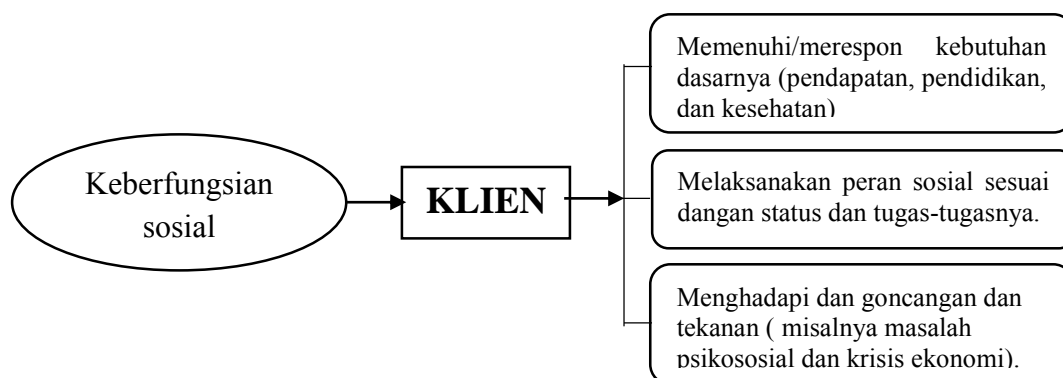 Keberfungsian
sosial
KLIEN
Memenuhi/merespon kebutuhan
dasarnya (pendapatan, pendidikan,
dan kesehatan)
Melaksanakan peran sosial sesuai
dangan status dan tugas-tugasnya.
Menghadapi dan goncangan dan
tekanan ( misalnya masalah
psikososial dan krisis ekonomi).